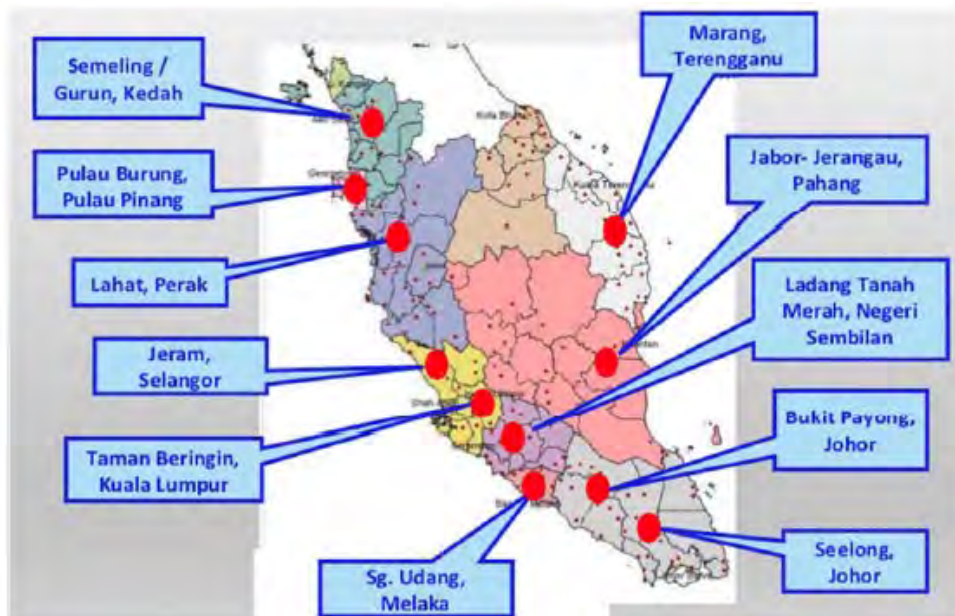 Semeling /
Gurun, Kedah
Marang,
Terengganu
Pulau Burung,
Pulau Pinang
Jabor- Jerangau,
Pahang
Lahat, Perak
Ladang Tanah
Merah, Negeri
Sembilan
Jeram,
Selangor
Bukit Payong,
Johor
Taman Beringin,
Kuala Lumpur
Sg. Udang,
Melaka
Seelong,
Johor